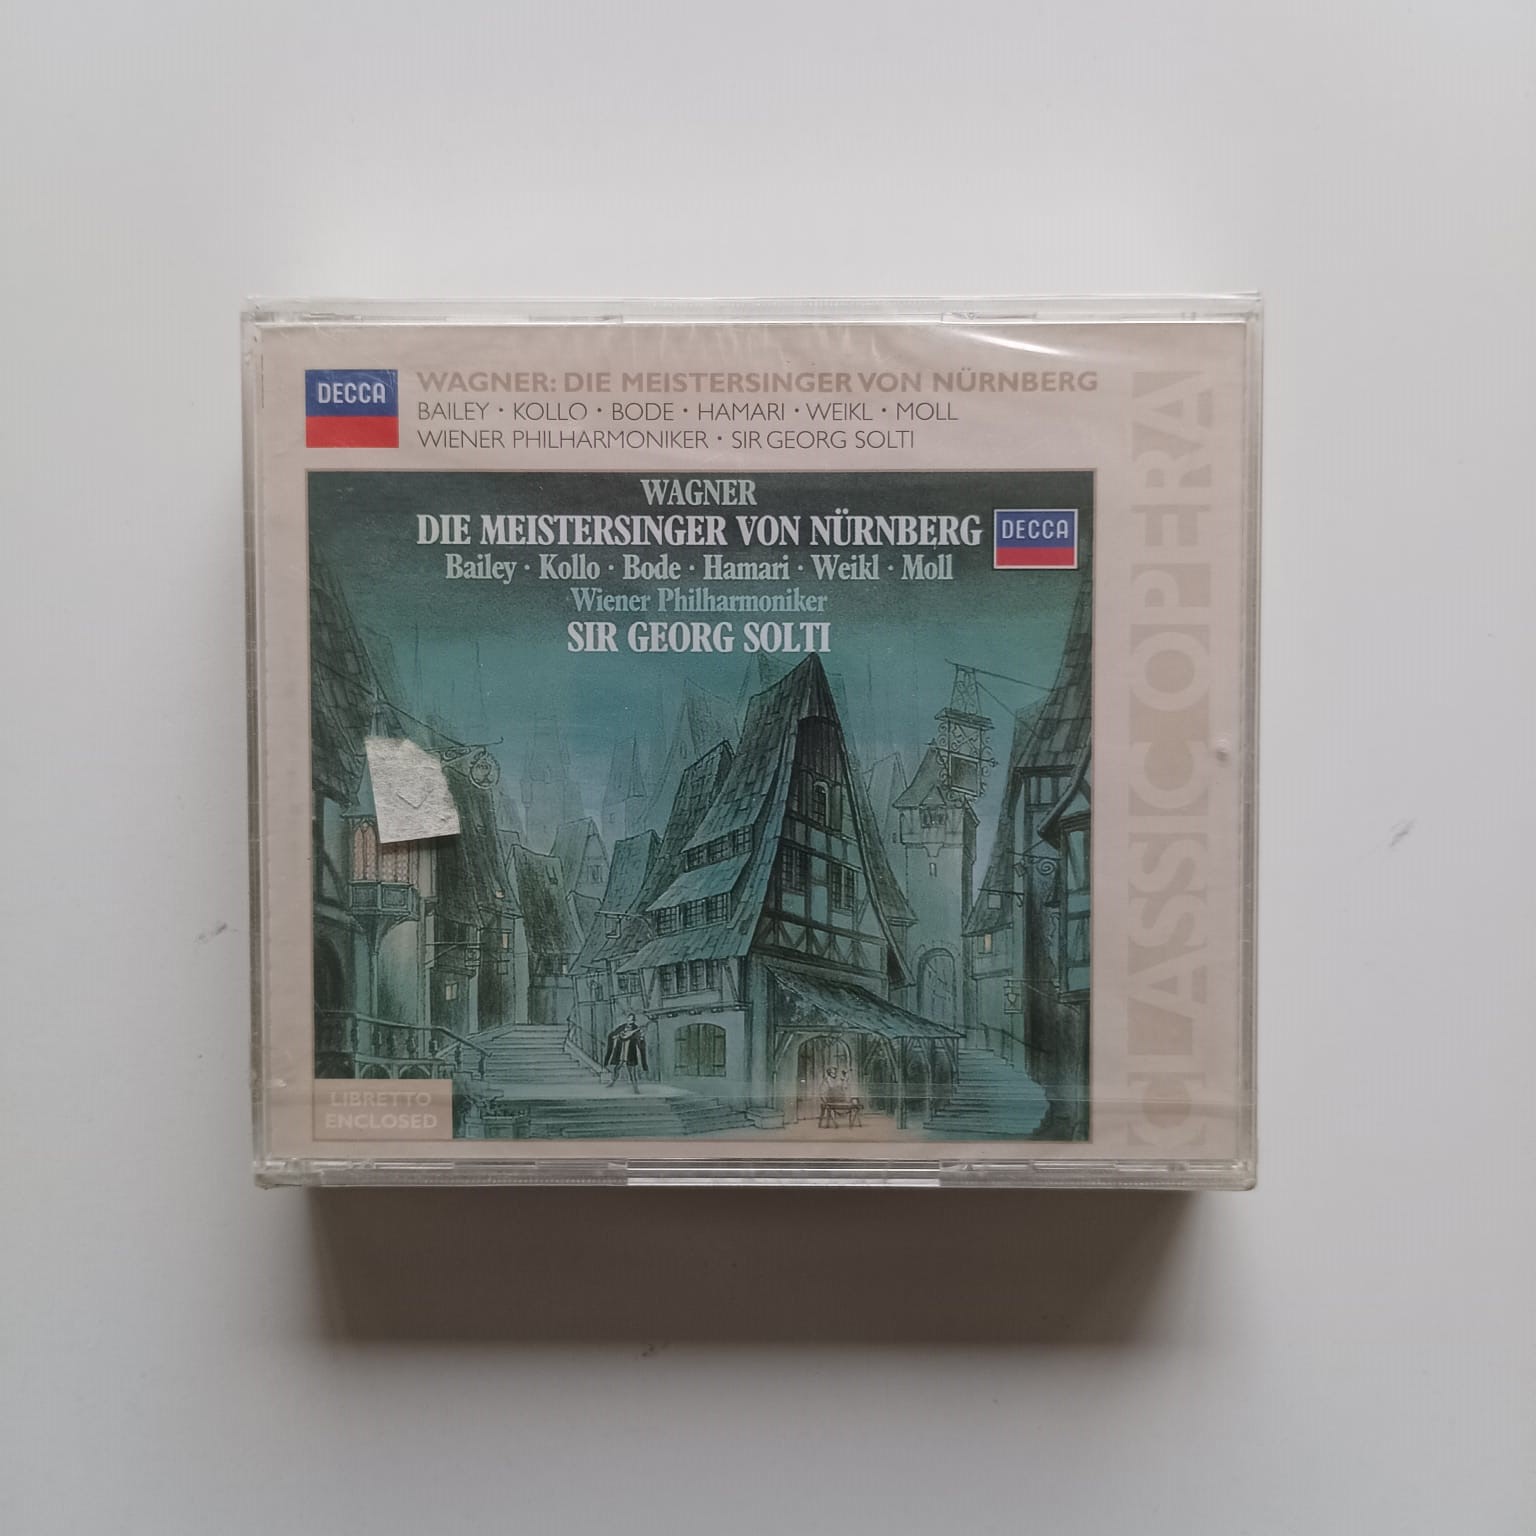 DECCA
WAGNER: DIE MEISTERSINGER VON NÜRNBERG
BAILEY · KOLLO · BODE · HAMARI · WEIKL · MOLL
WIENER PHILHARMONIKER · SIR GEORG SOLTI
WAGNER
DIE MEISTERSINGER VON NÜRNBERG
DECCA
Bailey · Kollo · Bode · Hamari · Weikl · Moll
Wiener Philharmoniker
SIR GEORG SOLTI
LIBRETTO
ENCLOSED
CLASSIC OPERA